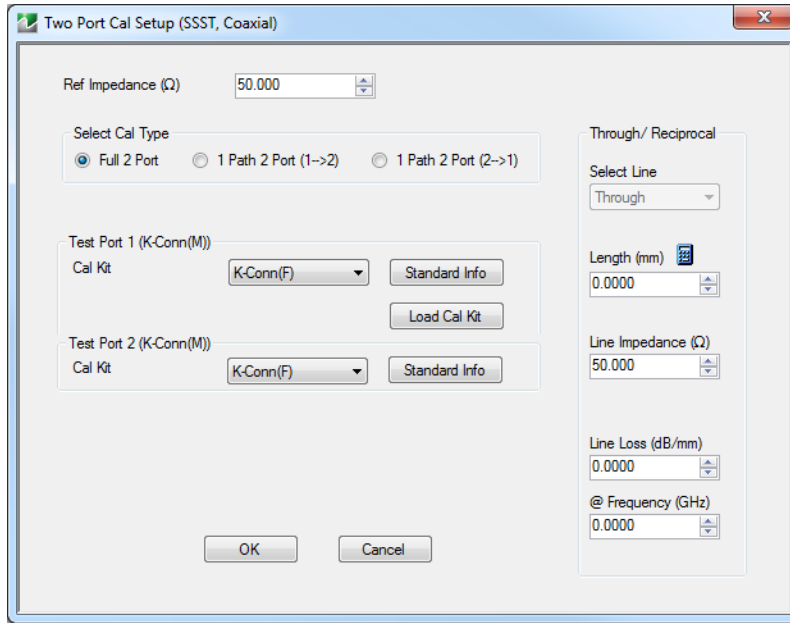 Two Port Cal Setup (SSST, Coaxial)
Ref Impedance (Ω)
50.000
Select Cal Type
Full 2 Port
1 Path 2 Port (1-->2)
1 Path 2 Port (2-->1)
Test Port 1 (K-Conn(M))
Cal Kit
K-Conn(F)
Standard Info
Load Cal Kit
Test Port 2 (K-Conn(M))
Cal Kit
K-Conn(F)
Standard Info
Through/ Reciprocal
Select Line
Through
Length (mm)
0.0000
Line Impedance (Ω)
50.000
Line Loss (dB/mm)
0.0000
@ Frequency (GHz)
0.0000
OK
Cancel